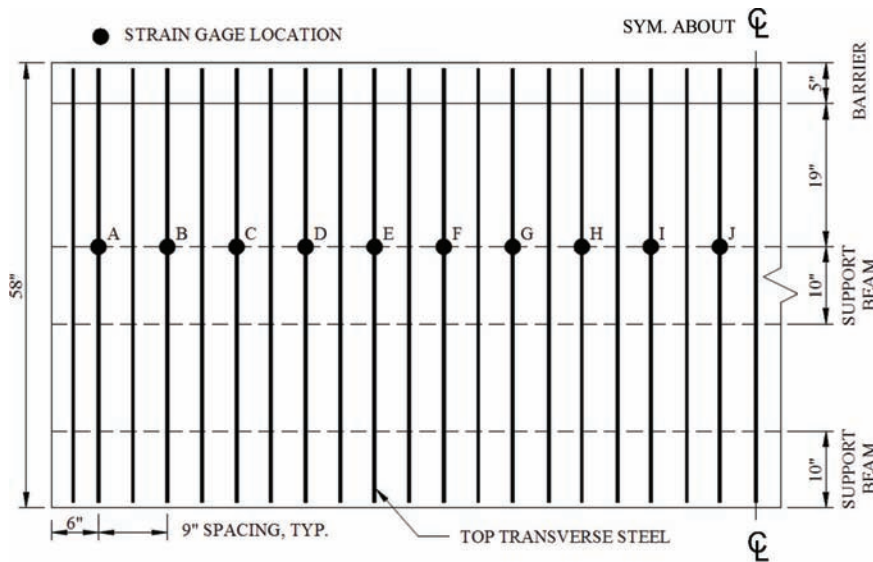 STRAIN GAGE LOCATION
SYM. ABOUT ℄
5"
BARRIER
19"
A B C D E F G H I J
58"
10"
SUPPORT
BEAM
10"
SUPPORT
BEAM
6"
9" SPACING, TYP.
TOP TRANSVERSE STEEL
℄